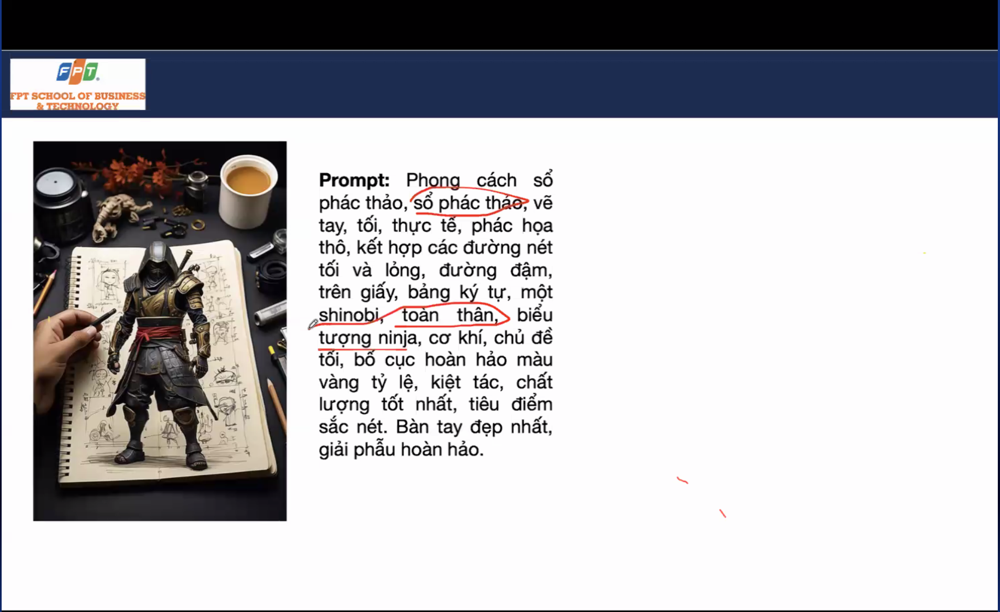 FPT
FPT SCHOOL OF BUSINESS
& TECHNOLOGY
Prompt: Phong cách sổ
phác thảo, sổ phác thảo, vẽ
tay, tối, thực tế, phác họa
thô, kết hợp các đường nét
tối và lỏng, đường đậm,
trên giấy, bảng ký tự, một
shinobi, toàn thân, biểu
tượng ninja, cơ khí, chủ đề
tối, bố cục hoàn hảo màu
vàng tỷ lệ, kiệt tác, chất
lượng tốt nhất, tiêu điểm
sắc nét. Bàn tay đẹp nhất,
giải phẫu hoàn hảo.